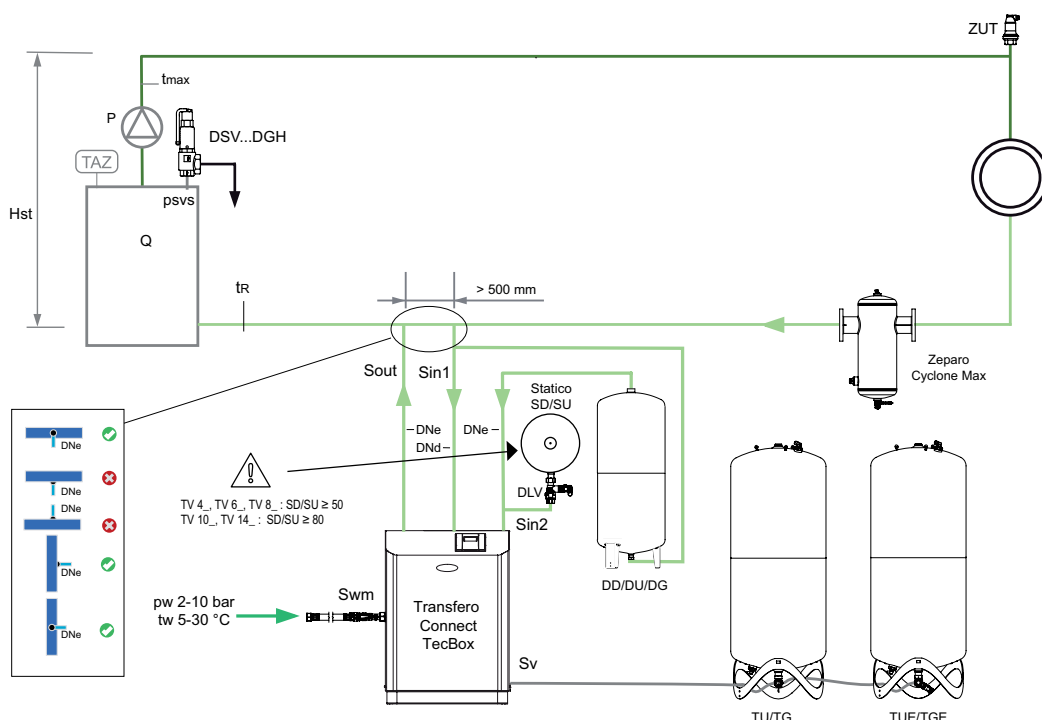 ZUT
tmax
P
DSV...DGH
TAZ
psvs
Hst
Q
tR
> 500 mm
Sout
Sin1
Zeparo
Cyclone Max
Statico
SD/SU
DNe
DNd
DNe
DNe
DNe
DNe
DNe
DNe
TV 4_, TV 6_, TV 8_ : SD/SU ≥ 50
TV 10_, TV 14_ : SD/SU ≥ 80
DLV
Sin2
DD/DU/DG
pw 2-10 bar
tw 5-30 °C
Swm
Transfero
Connect
TecBox
Sv
TU/TG
TUE/TGE